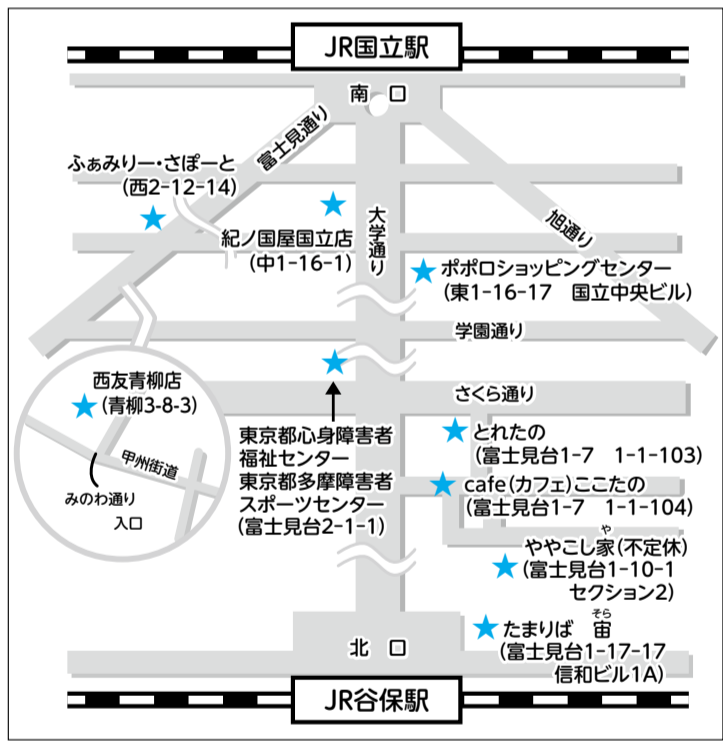 JR国立駅
南 口
富士見通り
ふぁみりー・さぽーと
(西2-12-14)
大学通り
旭通り
紀ノ国屋国立店
(中1-16-1)
ポポロショッピングセンター
(東1-16-17 国立中央ビル)
学園通り
西友青柳店
(青柳3-8-3)
甲州街道
みのわ通り
入口
さくら通り
東京都心身障害者
福祉センター
東京都多摩障害者
スポーツセンター
(富士見台2-1-1)
とれたの
(富士見台1-7 1-1-103)
cafe(カフェ)ここたの
(富士見台1-7 1-1-104)
や
ややこし家(不定休)
(富士見台1-10-1
セクション2)
そら
たまりば 宙
(富士見台1-17-17
信和ビル1A)
北 口
JR谷保駅